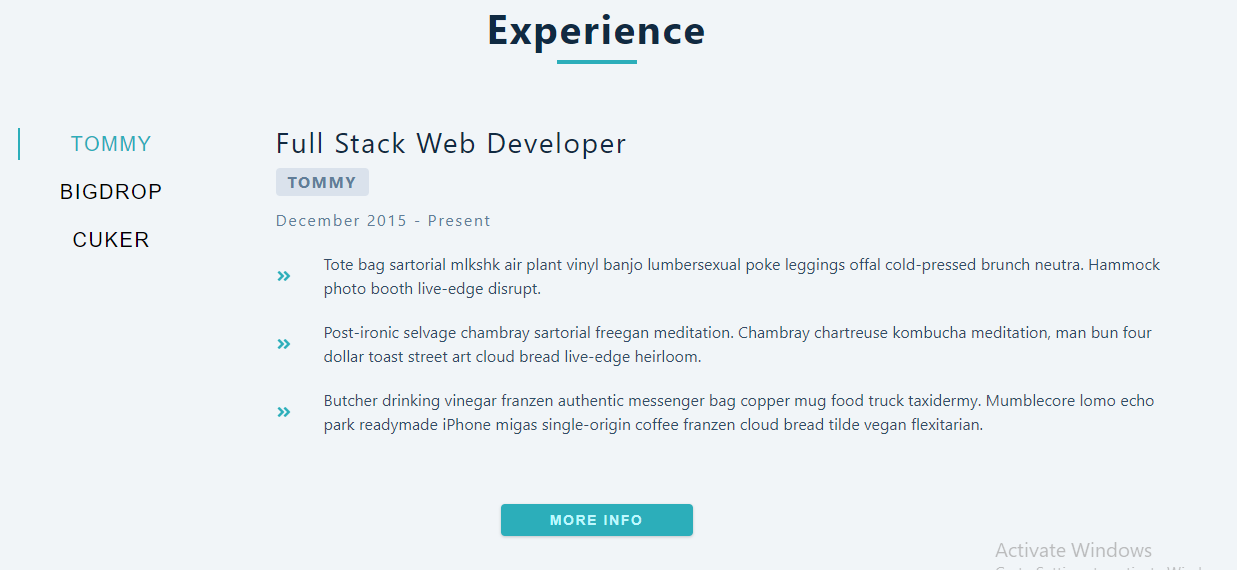 Experience
TOMMY
BIGDROP
CUKER
Full Stack Web Developer
TOMMY
December 2015 - Present
Tote bag sartorial mlkshk air plant vinyl banjo lumbersexual poke leggings offal cold-pressed brunch neutra. Hammock
photo booth live-edge disrupt.
Post-ironic selvage chambray sartorial freegan meditation. Chambray chartreuse kombucha meditation, man bun four
dollar toast street art cloud bread live-edge heirloom.
Butcher drinking vinegar franzen authentic messenger bag copper mug food truck taxidermy. Mumblecore lomo echo
park readymade iPhone migas single-origin coffee franzen cloud bread tilde vegan flexitarian.
MORE INFO
Activate Windows